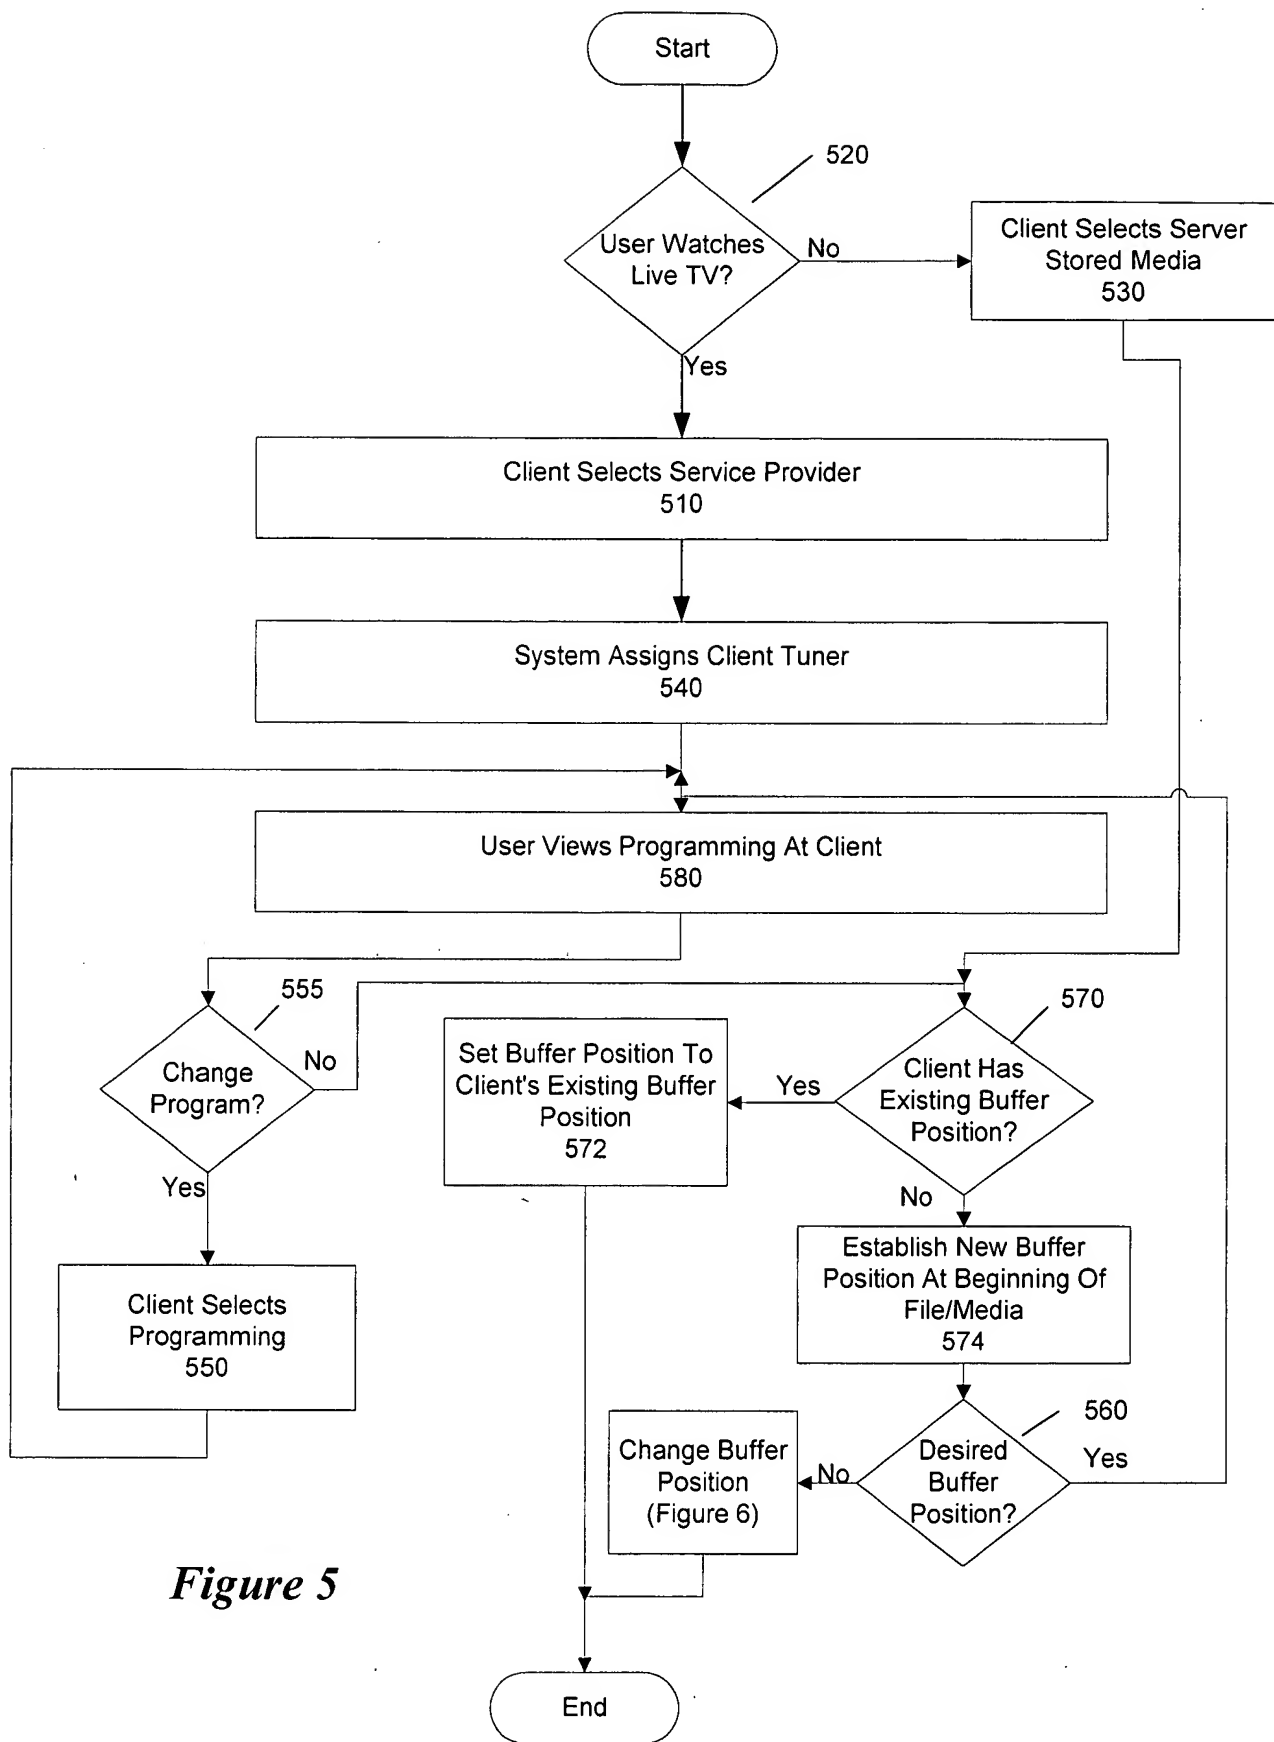 Start
520
User Watches
Live TV?
No
Client Selects Server
Stored Media
530
Yes
Client Selects Service Provider
510
System Assigns Client Tuner
540
User Views Programming At Client
580
555
Change
Program?
No
Yes
Client Selects
Programming
550
570
Client Has
Existing Buffer
Position?
Yes
Set Buffer Position To
Client's Existing Buffer
Position
572
No
Establish New Buffer
Position At Beginning Of
File/Media
574
560
Desired
Buffer
Position?
Yes
No
Change Buffer
Position
(Figure 6)
Figure 5
End